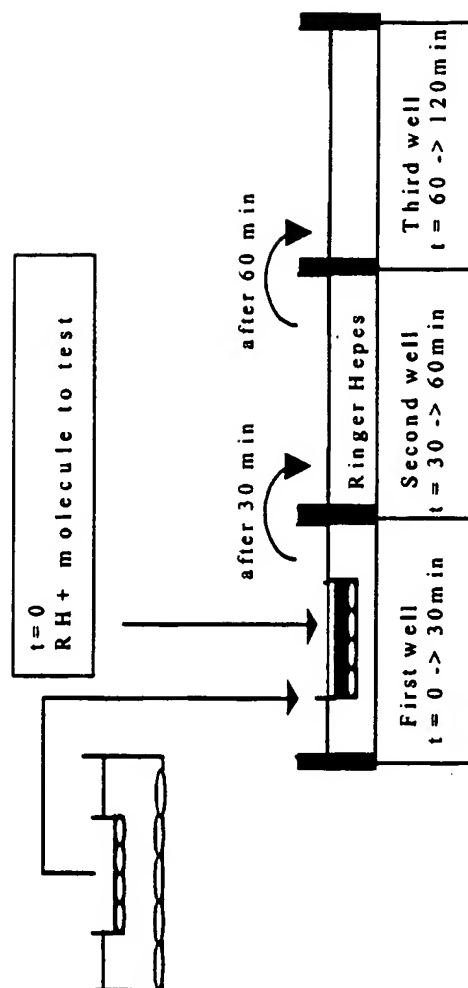 t=0
RH+ molecule to test
after 30 min
after 60 min
Ringer Hepes
First well
t = 0 -> 30min
Second well
t = 30 -> 60min
Third well
t = 60 -> 120min